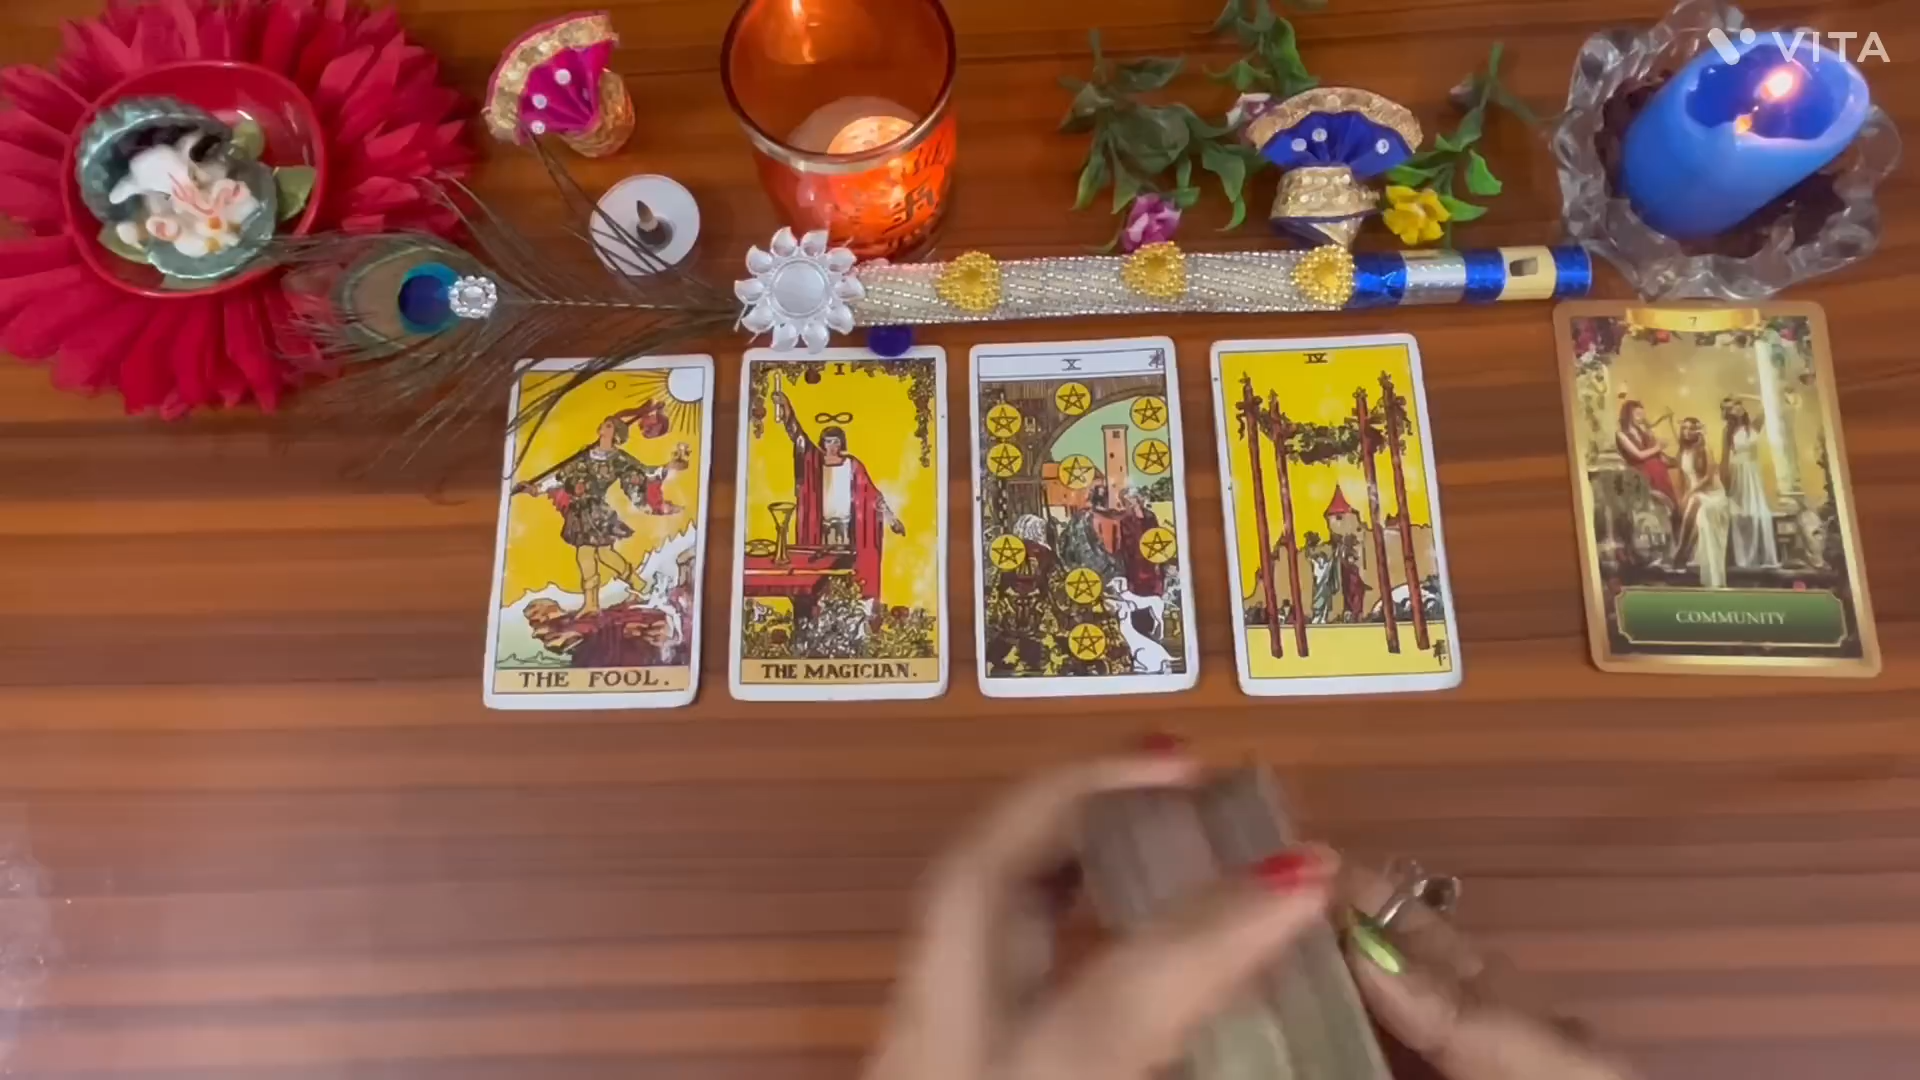 VITA
7
I
X
IV
THE FOOL.
THE MAGICIAN.
COMMUNITY